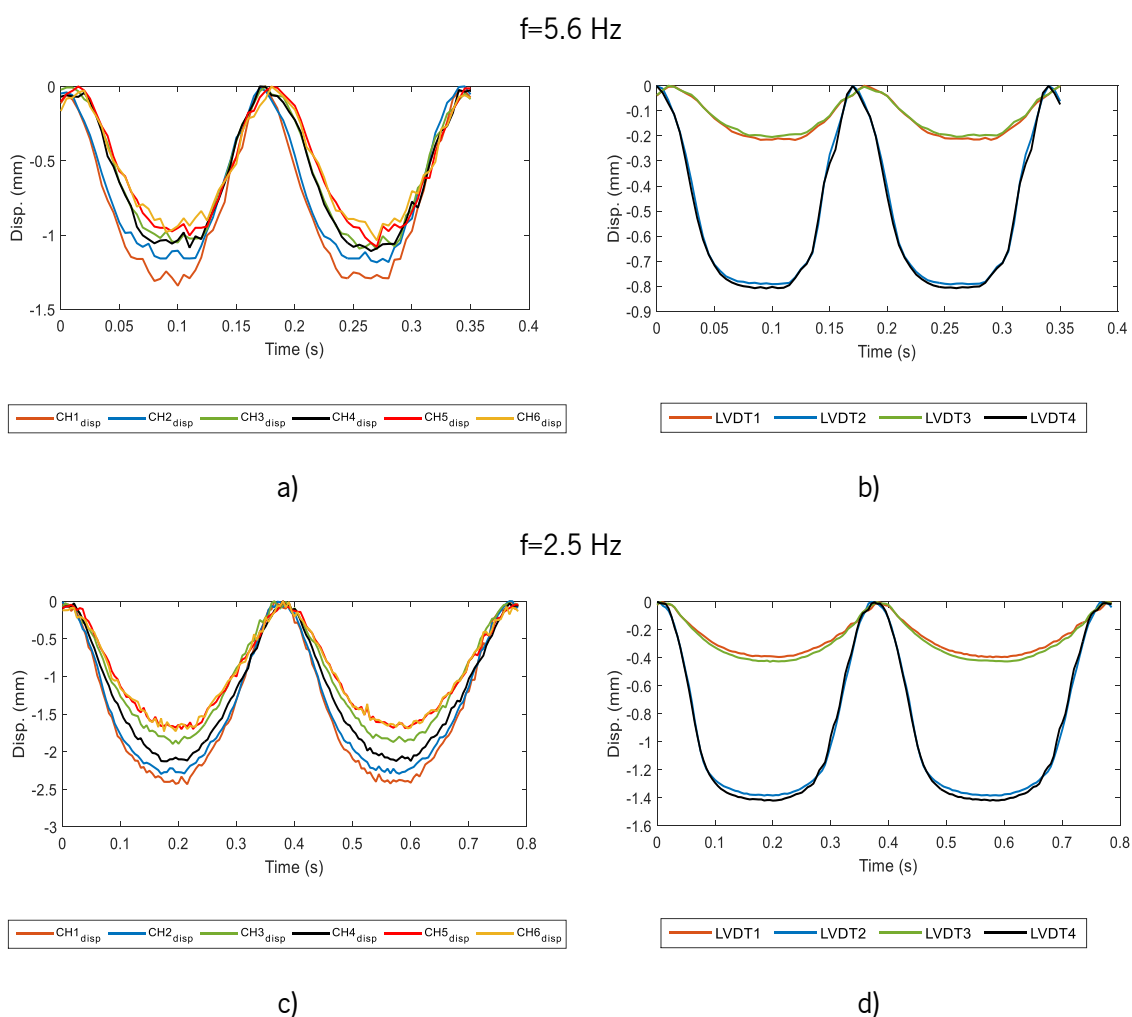 f=5.6 Hz
0
-0.5
-1
-1.5
Disp. (mm)
0 0.05 0.1 0.15 0.2 0.25 0.3 0.35 0.4
Time (s)
CH1disp CH2disp CH3disp CH4disp CH5disp CH6disp
a)
0
-0.1
-0.2
-0.3
-0.4
-0.5
-0.6
-0.7
-0.8
-0.9
Disp. (mm)
0 0.05 0.1 0.15 0.2 0.25 0.3 0.35 0.4
Time (s)
LVDT1 LVDT2 LVDT3 LVDT4
b)
f=2.5 Hz
0
-0.5
-1
-1.5
-2
-2.5
-3
Disp. (mm)
0 0.1 0.2 0.3 0.4 0.5 0.6 0.7 0.8
Time (s)
CH1disp CH2disp CH3disp CH4disp CH5disp CH6disp
c)
0
-0.2
-0.4
-0.6
-0.8
-1
-1.2
-1.4
-1.6
Disp. (mm)
0 0.1 0.2 0.3 0.4 0.5 0.6 0.7 0.8
Time (s)
LVDT1 LVDT2 LVDT3 LVDT4
d)